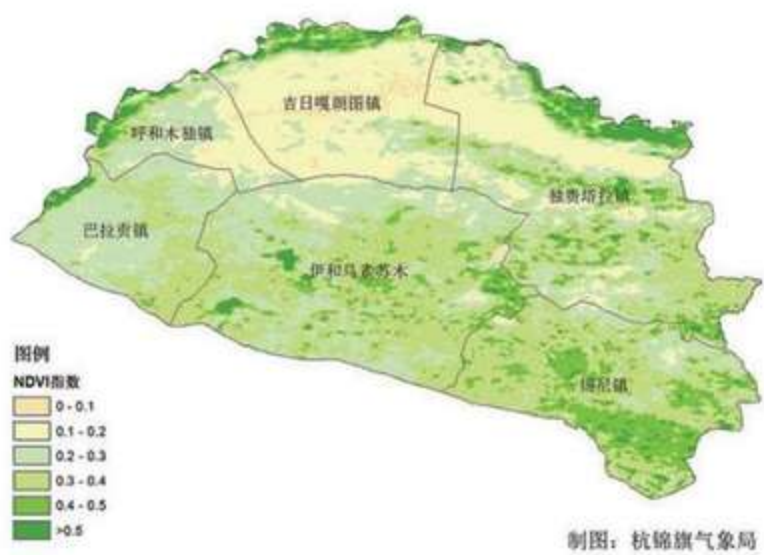 吉日嘎朗图镇
呼和木独镇
独贵塔拉镇
巴拉贡镇
伊和乌素苏木
锡尼镇
图例
NDVI指数
0 - 0.1
0.1 - 0.2
0.2 - 0.3
0.3 - 0.4
0.4 - 0.5
>0.5
制图：杭锦旗气象局